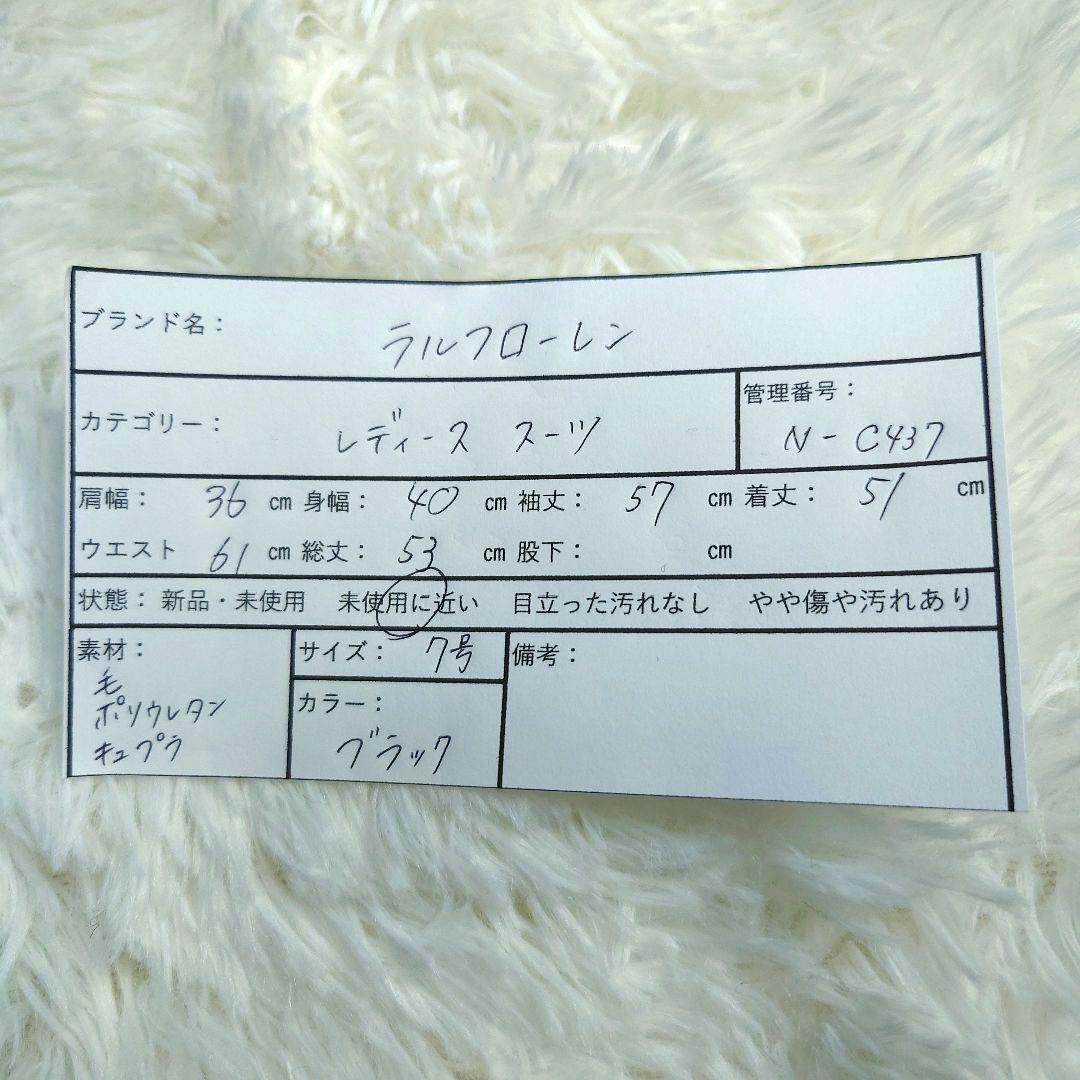 ブランド名： ラルフローレン
カテゴリー： レディース スーツ
管理番号：
N-C437
肩幅： 36 cm 身幅： 40 cm 袖丈： 57 cm 着丈： 51 cm
ウエスト 61 cm 総丈： 53 cm 股下： cm
状態： 新品・未使用 未使用に近い 目立った汚れなし やや傷や汚れあり
素材：
毛
ポリウレタン
キュプラ
サイズ： 7号
カラー：
ブラック
備考：